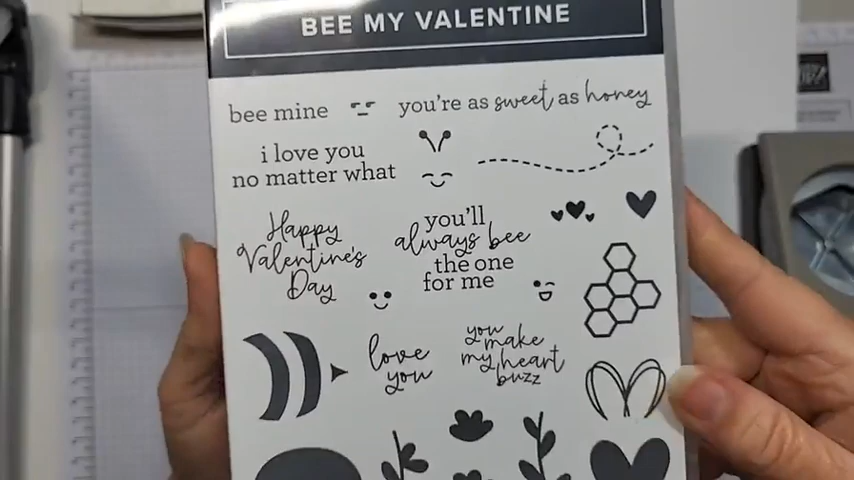 BEE MY VALENTINE
bee mine
you're as sweet as honey
i love you
no matter what
Happy
Valentine's
Day
you'll
always bee
the one
for me
love
you
you
make
my heart
buzz